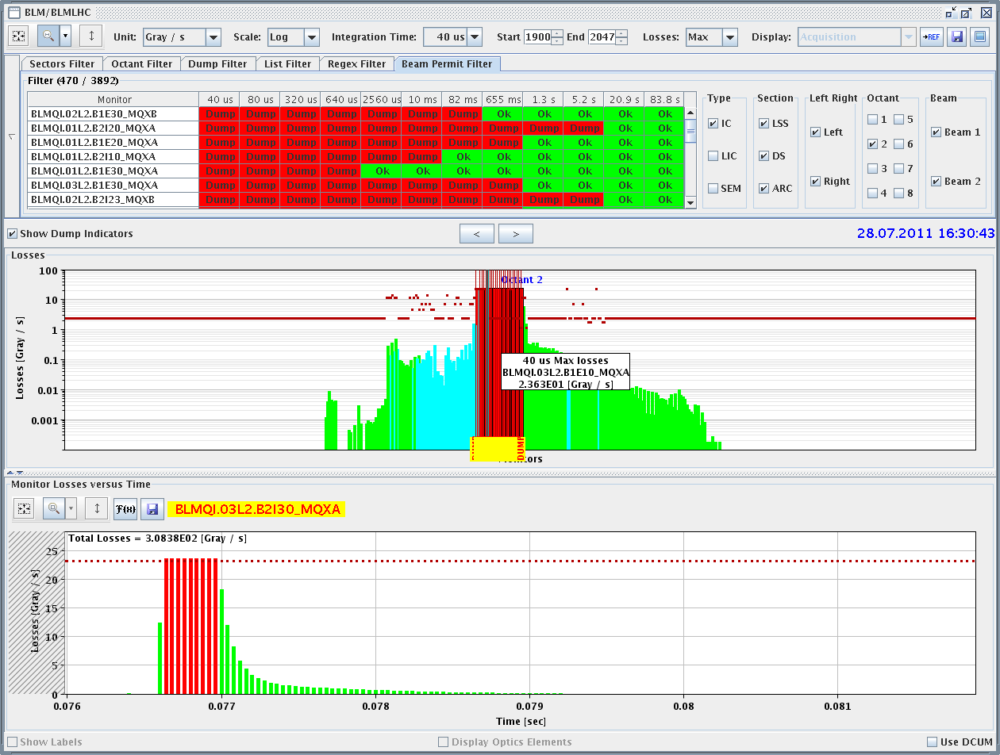 BLM/BLMLHC
Unit: Gray / s Scale: Log Integration Time: 40 us Start 1900 End 2047 Losses: Max Display: Acquisition →REF
Sectors Filter Octant Filter Dump Filter List Filter Regex Filter Beam Permit Filter
Filter (470 / 3892)
Monitor 40 us 80 us 320 us 640 us 2560 us 10 ms 82 ms 655 ms 1.3 s 5.2 s 20.9 s 83.8 s
BLMQI.02L2.B1E30_MQXB Dump Dump Dump Dump Dump Dump Dump Ok Ok Ok Ok Ok
BLMQI.01L2.B2I20_MQXA Dump Dump Dump Dump Dump Dump Dump Dump Dump Dump Ok Ok
BLMQI.01L2.B1E20_MQXA Dump Dump Dump Dump Dump Dump Dump Dump Ok Ok Ok Ok
BLMQI.01L2.B2I10_MQXA Dump Dump Dump Dump Dump Dump Ok Ok Ok Ok Ok Ok
BLMQI.01L2.B1E30_MQXA Dump Dump Dump Dump Ok Ok Ok Ok Ok Ok Ok Ok
BLMQI.03L2.B1E30_MQXA Dump Dump Dump Dump Dump Dump Dump Dump Ok Ok Ok Ok
BLMQI.02L2.B2I23_MQXB Dump Dump Dump Dump Dump Dump Dump Dump Dump Dump Ok Ok
Type
IC
LIC
SEM
Section
LSS
DS
ARC
Left Right
Left
Right
Octant
1 5
2 6
3 7
4 8
Beam
Beam 1
Beam 2
Show Dump Indicators < > 28.07.2011 16:30:43
Losses
Octant 2
100
10
1
0.1
0.01
0.001
Losses [Gray / s]
40 us Max losses
BLMQI.03L2.B1E10_MQXA
2.363E01 [Gray / s]
DUMP
Monitor Losses versus Time
F(x) BLMQI.03L2.B2I30_MQXA
Total Losses = 3.0838E02 [Gray / s]
25
20
15
10
5
0
Losses [Gray / s]
0.076 0.077 0.078 0.079 0.08 0.081
Time [sec]
Show Labels Display Optics Elements Use DCUM